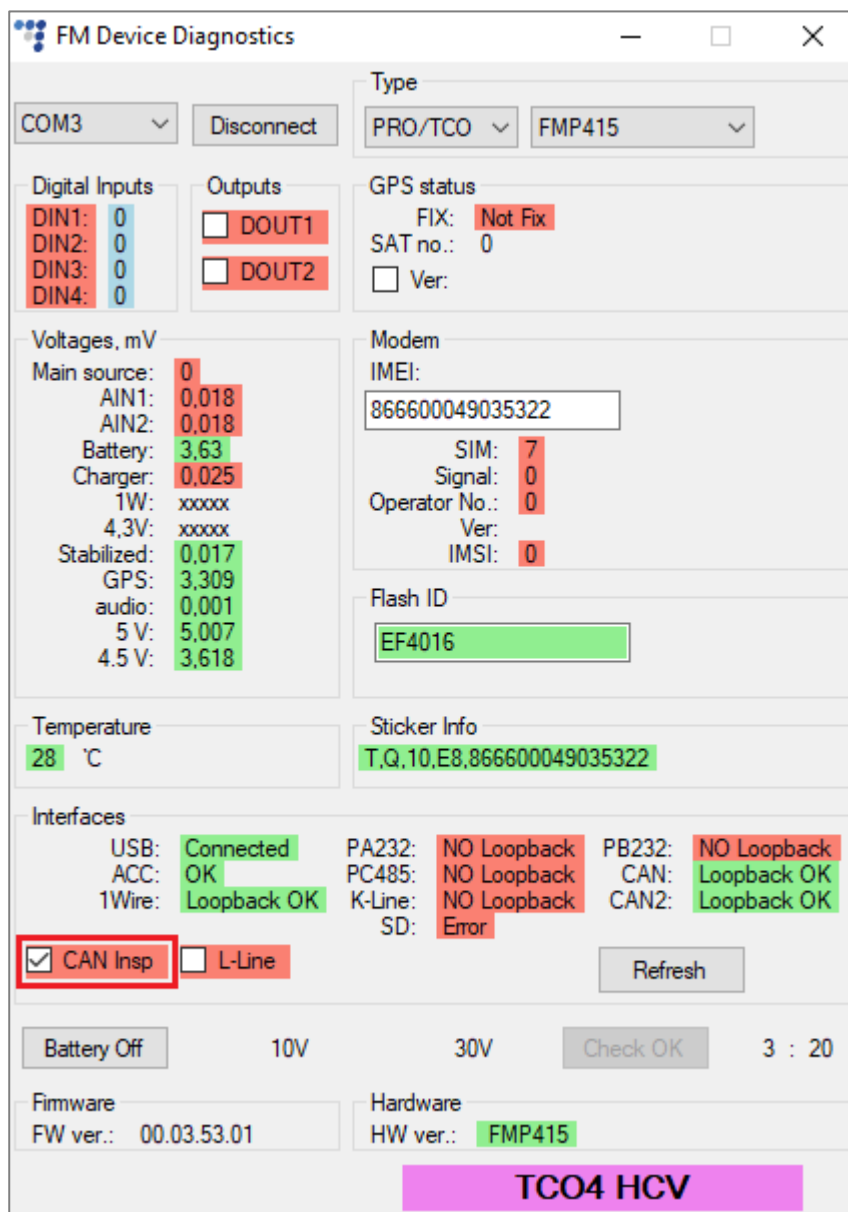 FM Device Diagnostics
Type
COM3 Disconnect PRO/TCO FMP415
Digital Inputs Outputs GPS status
DIN1: 0 DOUT1 FIX: Not Fix
DIN2: 0 SAT no.: 0
DIN3: 0 DOUT2 Ver:
DIN4: 0
Voltages, mV
Main source: 0
AIN1: 0,018
AIN2: 0,018
Battery: 3,63
Charger: 0,025
1W: xxxxx
4,3V: xxxxx
Stabilized: 0,017
GPS: 3,309
audio: 0,001
5 V: 5,007
4.5 V: 3,618
Modem
IMEI:
866600049035322
SIM: 7
Signal: 0
Operator No.: 0
Ver:
IMSI: 0
Flash ID
EF4016
Temperature
28 °C
Sticker Info
T,Q,10,E8,866600049035322
Interfaces
USB: Connected PA232: NO Loopback PB232: NO Loopback
ACC: OK PC485: NO Loopback CAN: Loopback OK
1Wire: Loopback OK K-Line: NO Loopback CAN2: Loopback OK
SD: Error
CAN Insp L-Line Refresh
Battery Off 10V 30V Check OK 3 : 20
Firmware
FW ver.: 00.03.53.01
Hardware
HW ver.: FMP415
TCO4 HCV